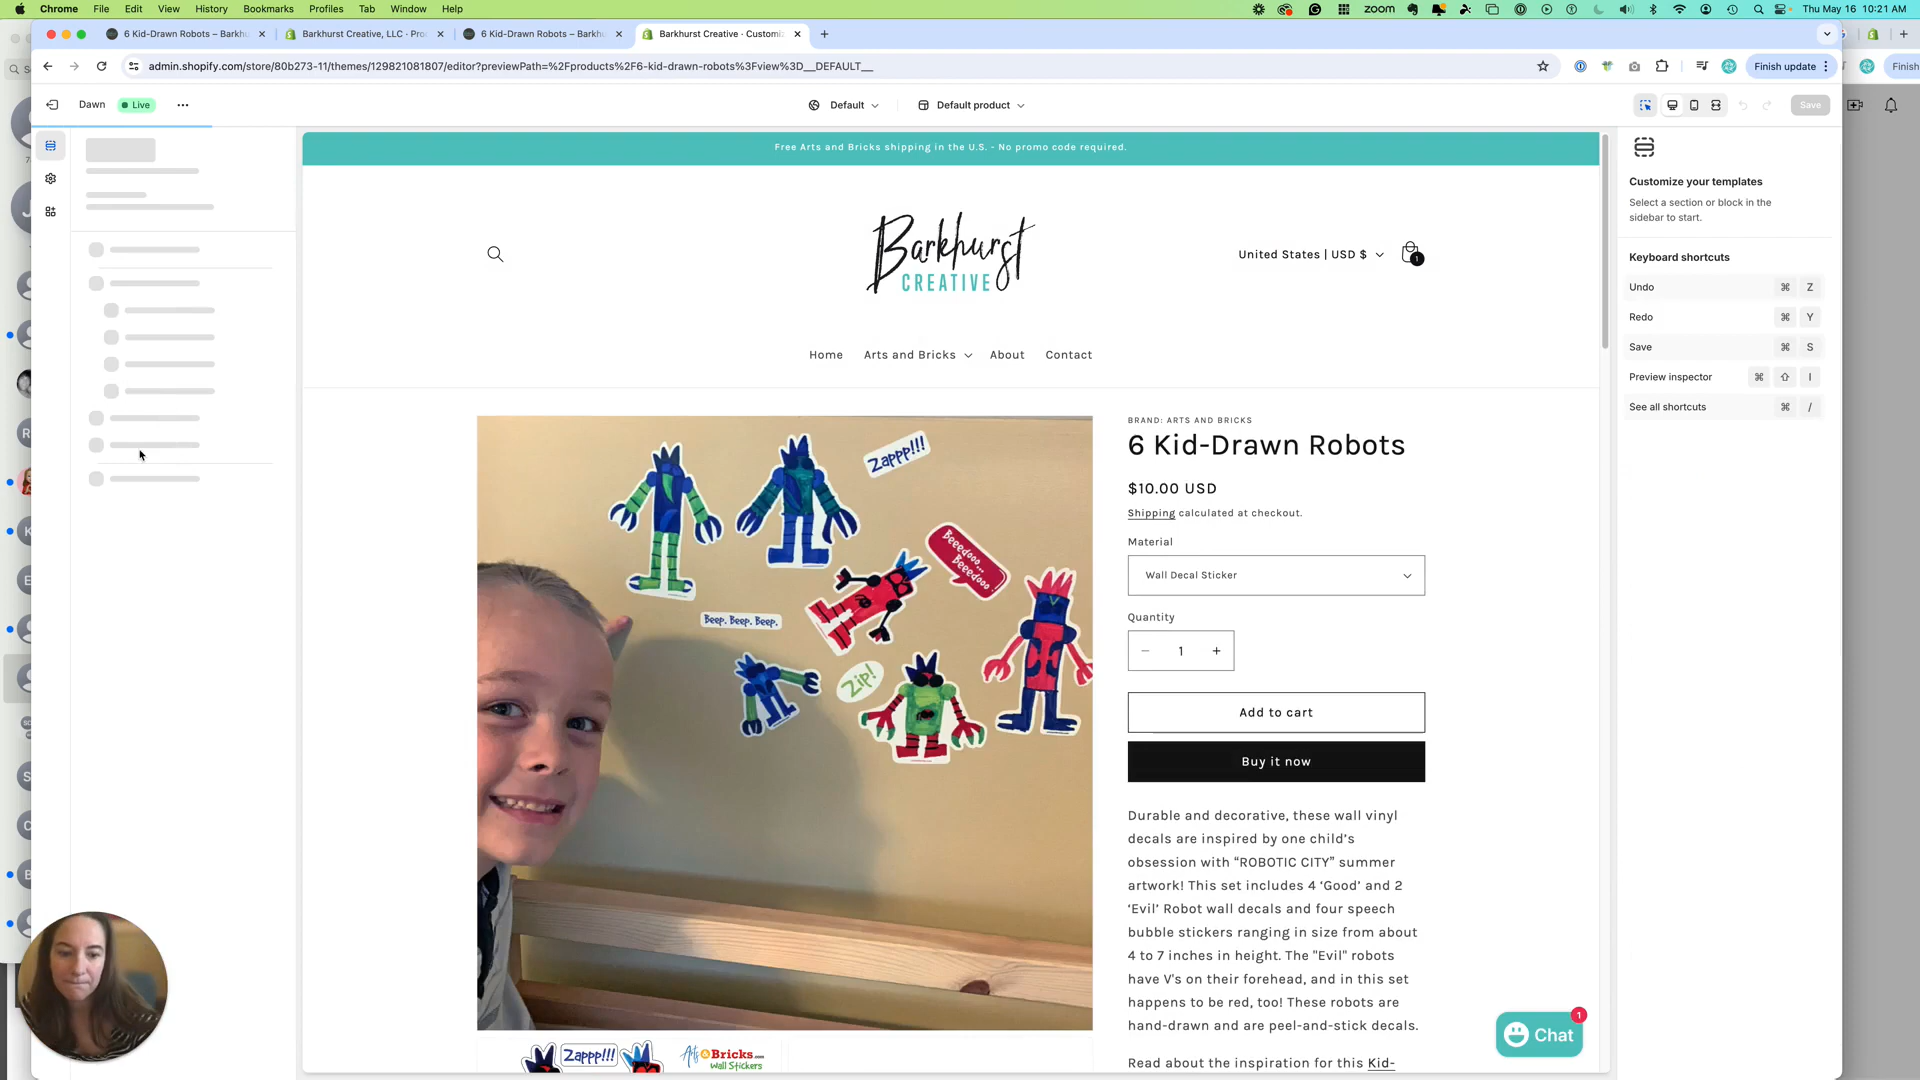 Chrome File Edit View History Bookmarks Profiles Tab Window Help zoom Thu May 16 10:21 AM
6 Kid-Drawn Robots – Barkhu
Barkhurst Creative, LLC · Pro
6 Kid-Drawn Robots – Barkhu
Barkhurst Creative · Customiz
admin.shopify.com/store/80b273-11/themes/129821081807/editor?previewPath=%2Fproducts%2F6-kid-drawn-robots%3Fview%3D__DEFAULT__
Finish update
Finish
Dawn Live
Default
Default product
Save
Free Arts and Bricks shipping in the U.S. - No promo code required.
Barkhurst
CREATIVE
United States | USD $
1
Home Arts and Bricks About Contact
Zappp!!!
Beeedooo...
Beeedooo
Beep. Beep. Beep.
Zip!
Zappp!!!
Arts & Bricks.com
Wall Stickers
BRAND: ARTS AND BRICKS
6 Kid-Drawn Robots
$10.00 USD
Shipping calculated at checkout.
Material
Wall Decal Sticker
Quantity
− 1 +
Add to cart
Buy it now
Durable and decorative, these wall vinyl
decals are inspired by one child’s
obsession with “ROBOTIC CITY” summer
artwork! This set includes 4 ‘Good’ and 2
‘Evil’ Robot wall decals and four speech
bubble stickers ranging in size from about
4 to 7 inches in height. The "Evil" robots
have V's on their forehead, and in this set
happens to be red, too! These robots are
hand-drawn and are peel-and-stick decals.
Read about the inspiration for this Kid-
Chat
1
Customize your templates
Select a section or block in the
sidebar to start.
Keyboard shortcuts
Undo ⌘ Z
Redo ⌘ Y
Save ⌘ S
Preview inspector ⌘ ⇧ I
See all shortcuts ⌘ /